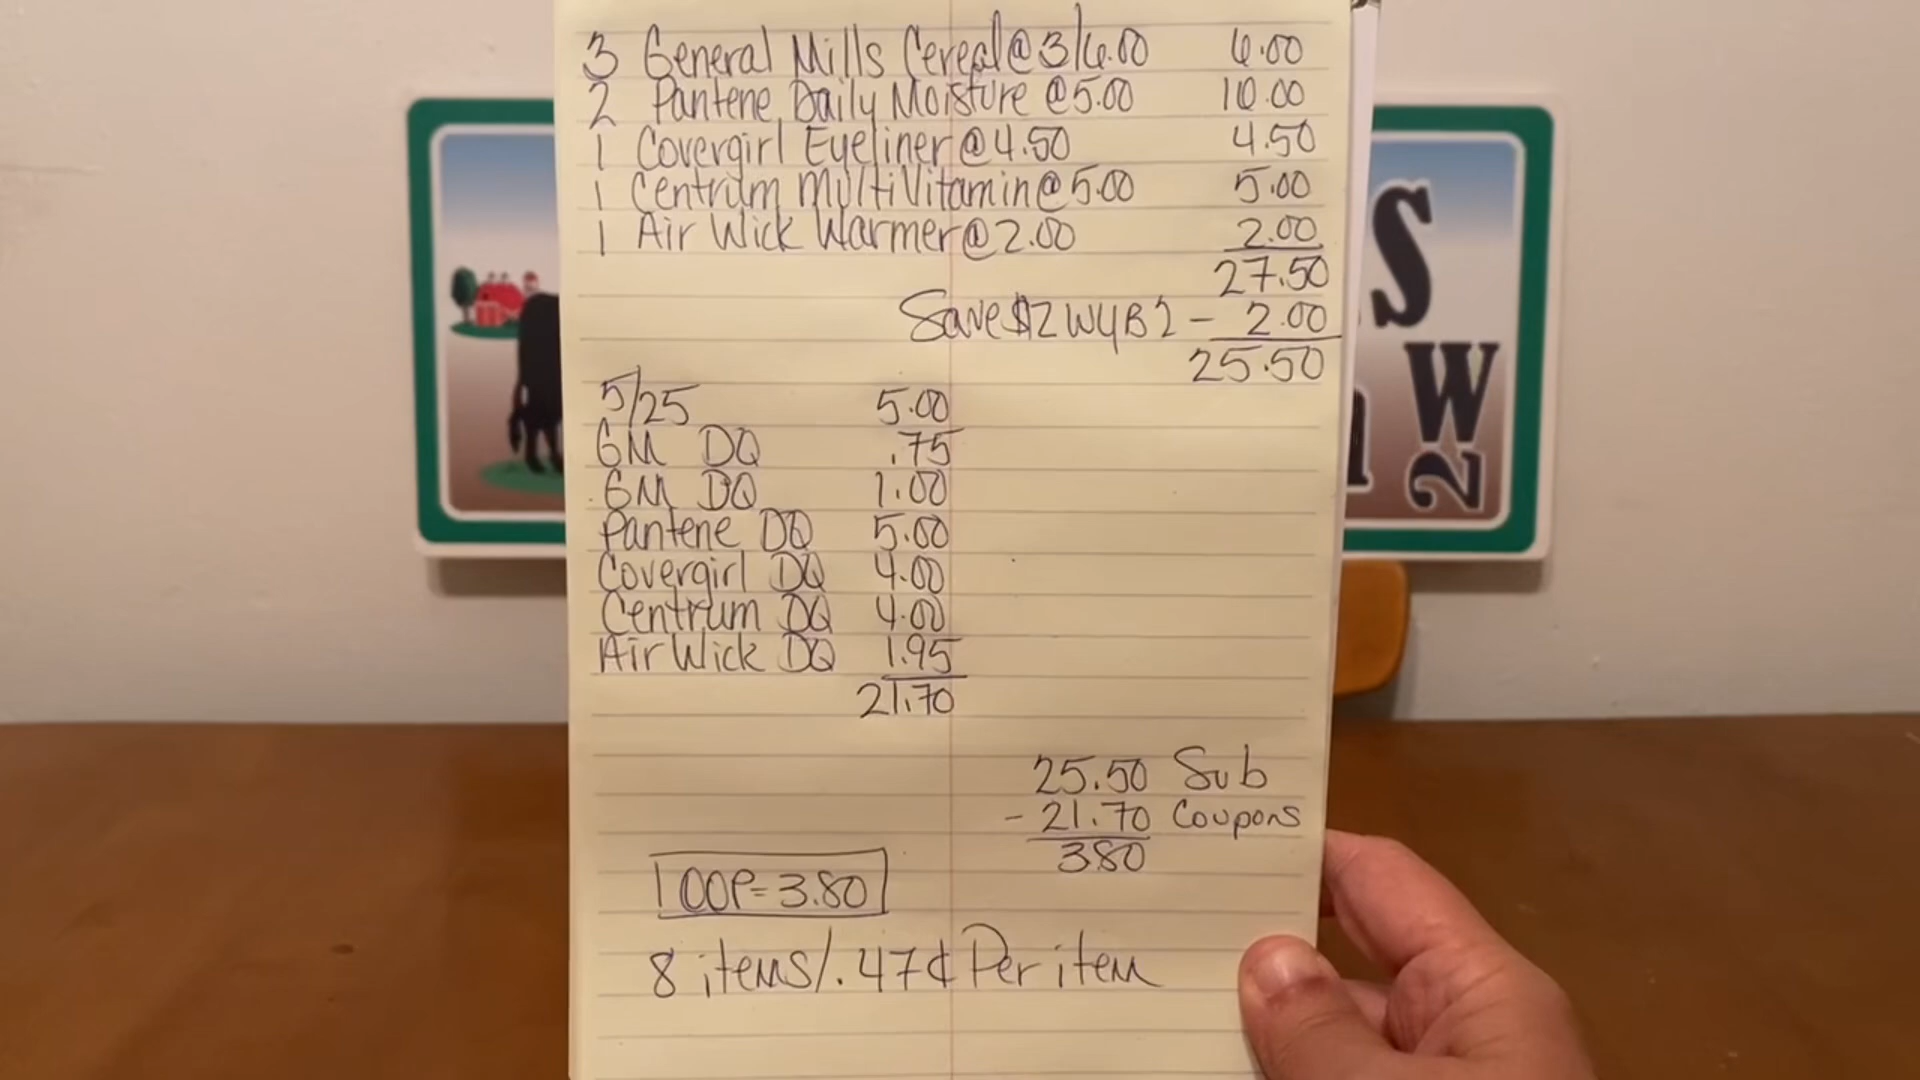 3 General Mills Cereal @ 3/6.00 6.00
2 Pantene Daily Moisture @ 5.00 10.00
1 Covergirl Eyeliner @ 4.50 4.50
1 Centrum MultiVitamin @ 5.00 5.00
1 Air Wick Warmer @ 2.00 2.00
27.50
Save $2 WYB 2 - 2.00
25.50
5/25 5.00
GM DQ .75
GM DQ 1.00
Pantene DQ 5.00
Covergirl DQ 4.00
Centrum DQ 4.00
Air Wick DQ 1.95
21.70
25.50 Sub
- 21.70 Coupons
3.80
OOP = 3.80
8 items/.47¢ Per item
S
W
2